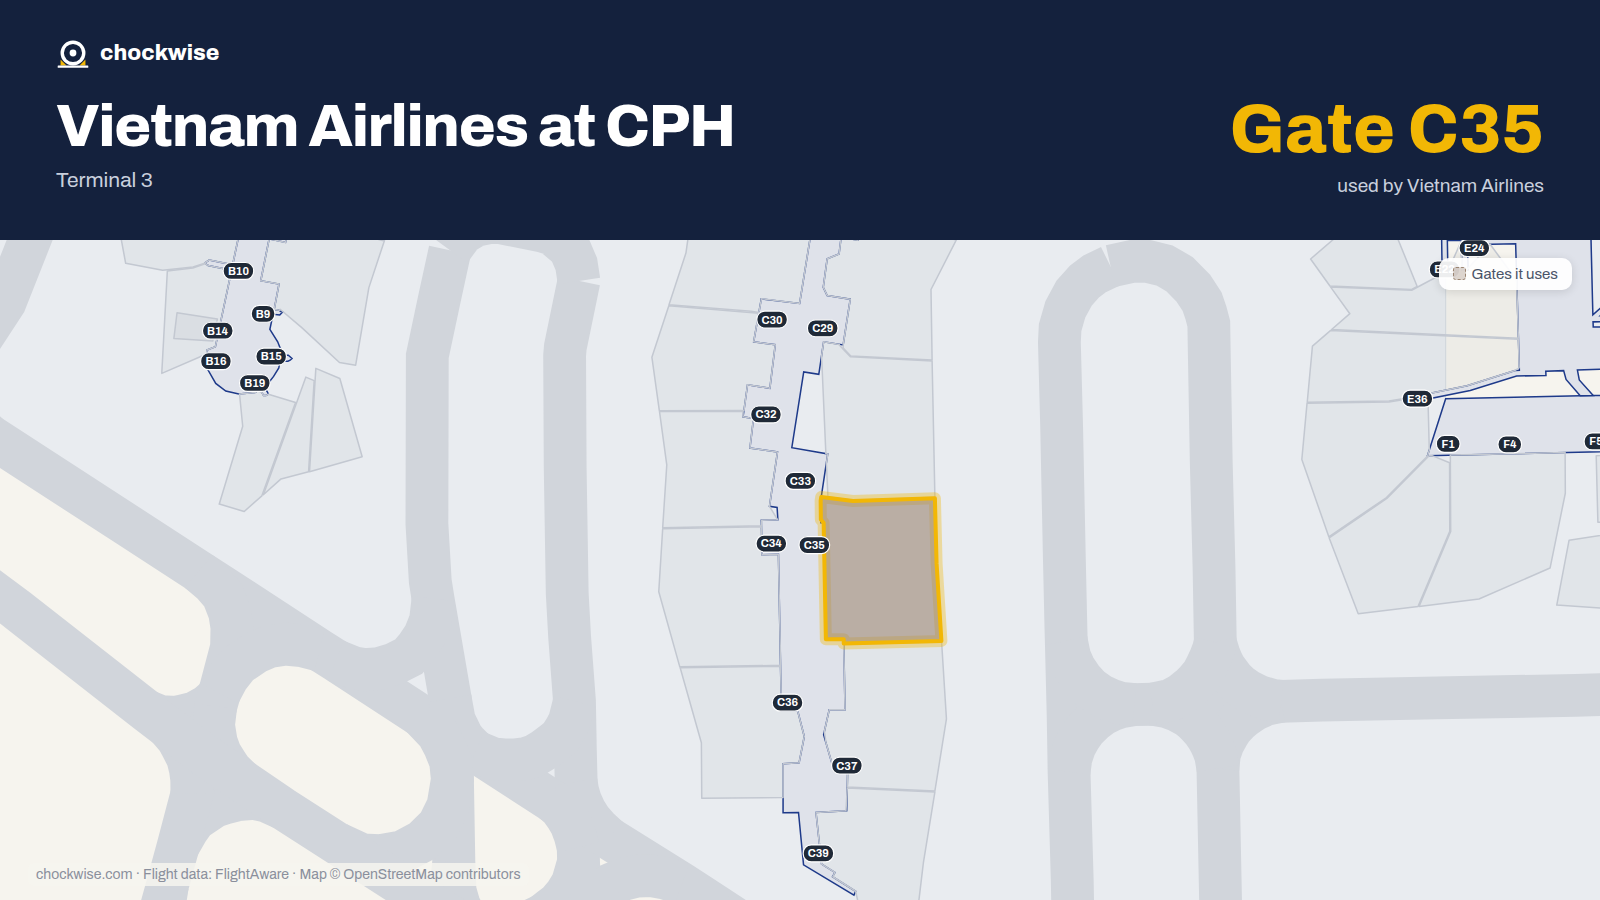 chockwise
Vietnam Airlines at CPH
Terminal 3
Gate C35
used by Vietnam Airlines
E24
Gates it uses
B10
B9
B14
B15
B16
B19
C30
C29
C32
C33
C34
C35
C36
C37
C39
E36
F1
F4
chockwise.com · Flight data: FlightAware · Map © OpenStreetMap contributors